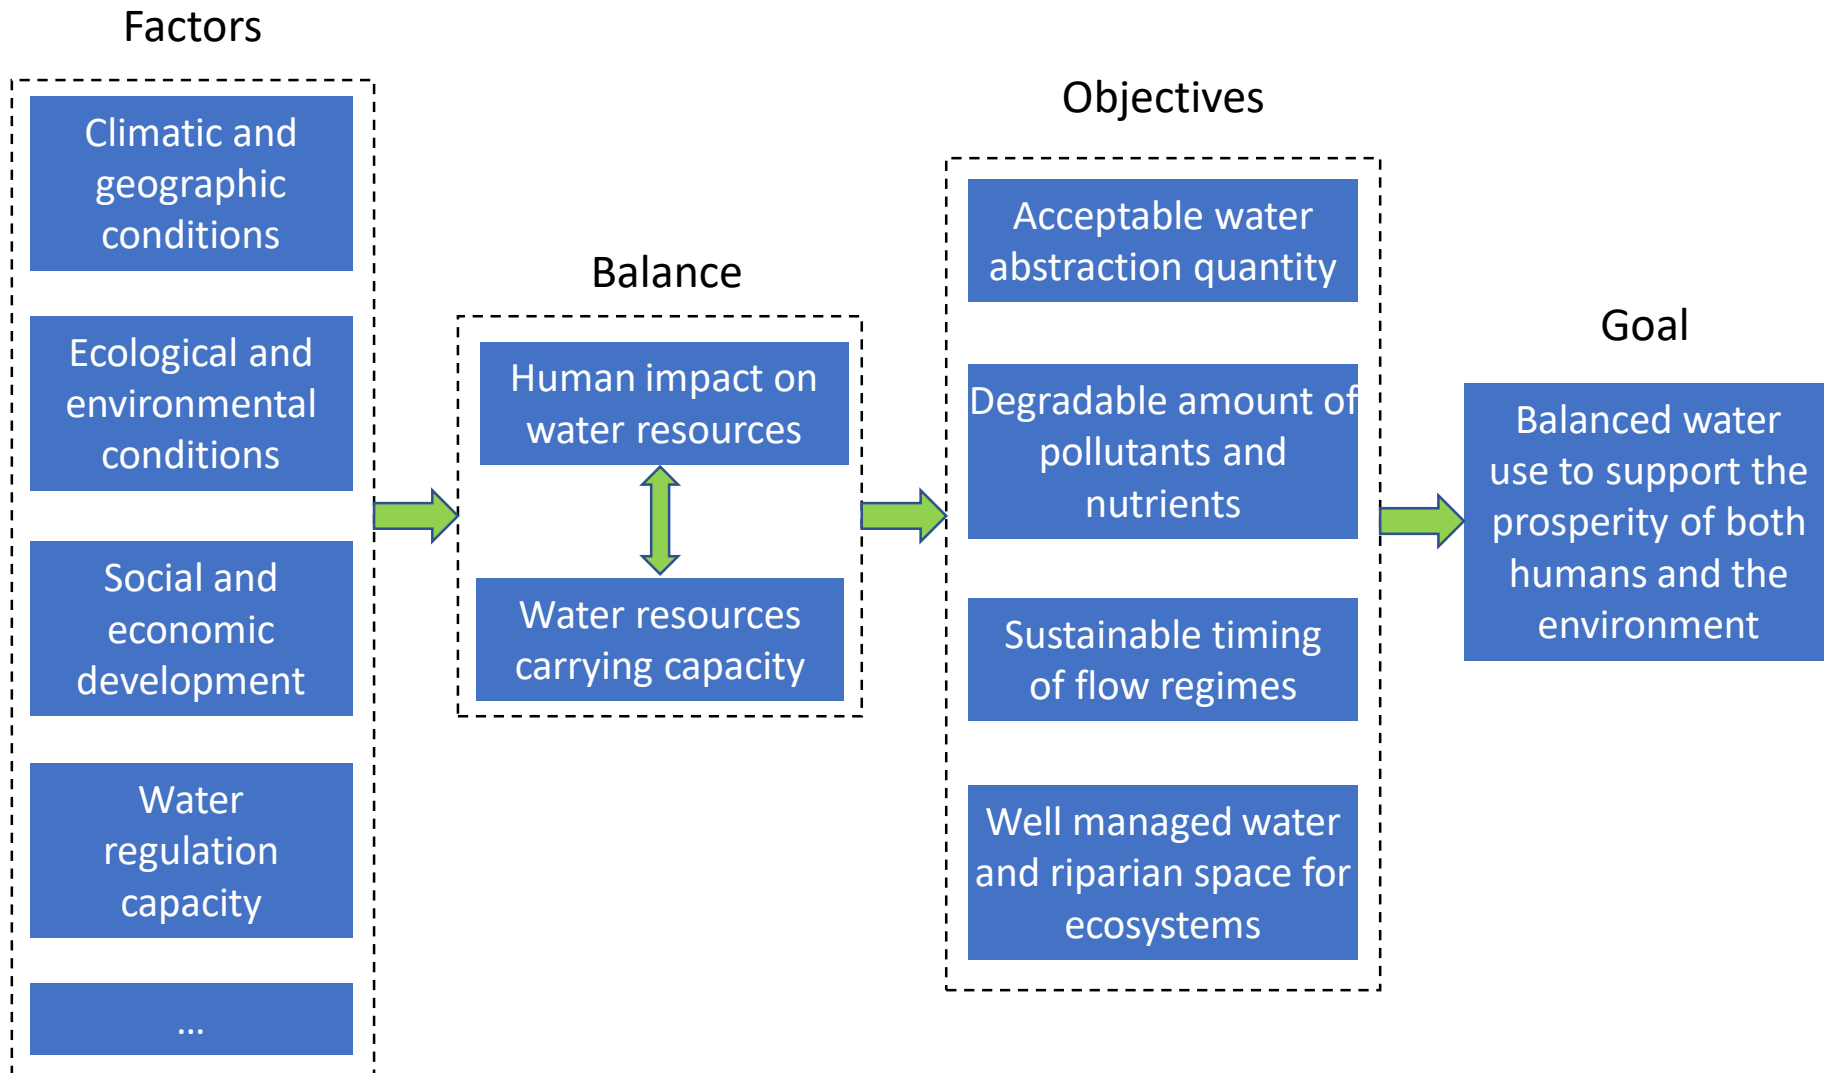 Factors
Climatic and
geographic
conditions
Ecological and
environmental
conditions
Social and
economic
development
Water
regulation
capacity
...
Balance
Human impact on
water resources
Water resources
carrying capacity
Objectives
Acceptable water
abstraction quantity
Degradable amount of
pollutants and
nutrients
Sustainable timing
of flow regimes
Well managed water
and riparian space for
ecosystems
Goal
Balanced water
use to support the
prosperity of both
humans and the
environment